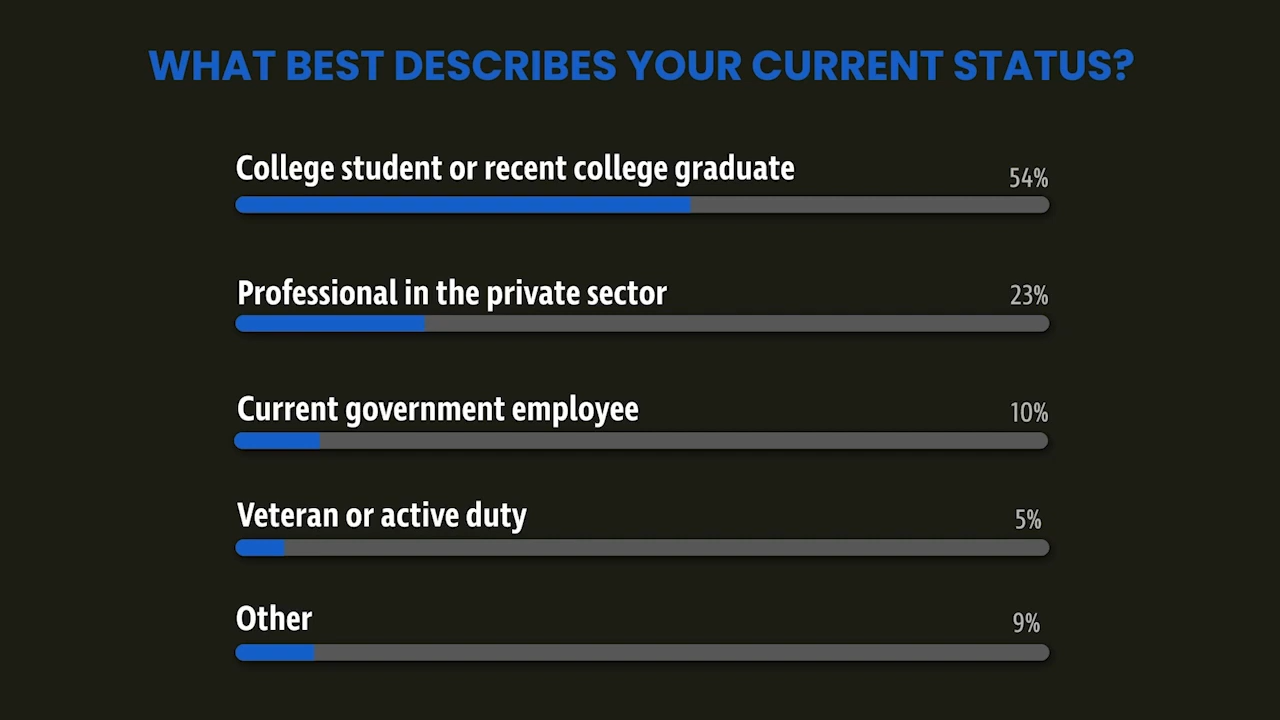 WHAT BEST DESCRIBES YOUR CURRENT STATUS?
College student or recent college graduate 54%
Professional in the private sector 23%
Current government employee 10%
Veteran or active duty 5%
Other 9%